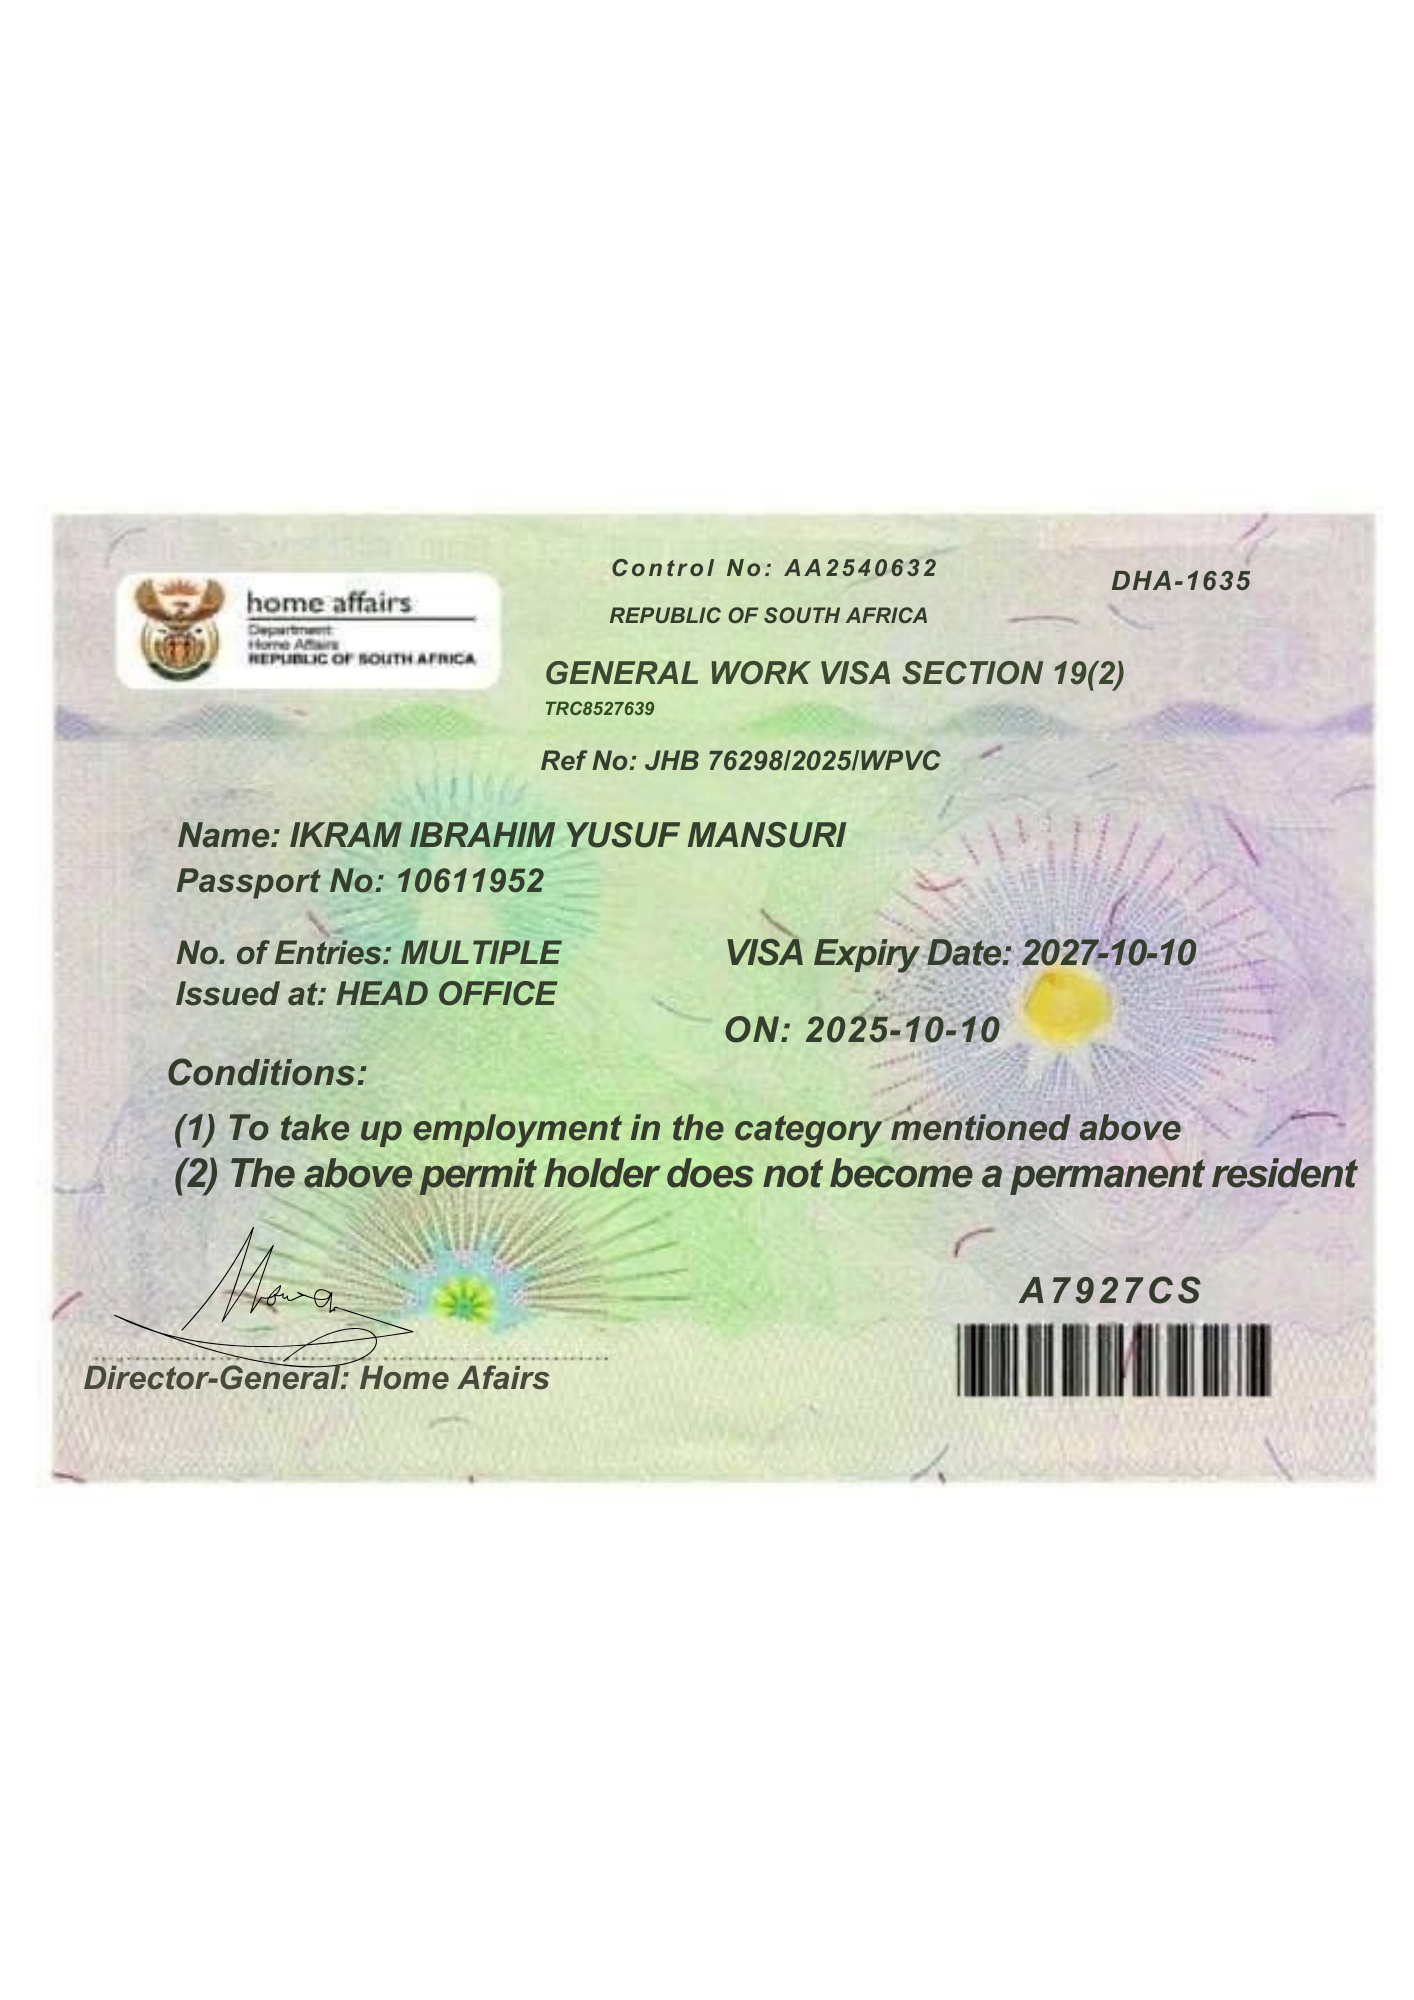 Control No: AA2540632
DHA-1635
home affairs
Department:
Home Affairs
REPUBLIC OF SOUTH AFRICA
REPUBLIC OF SOUTH AFRICA
GENERAL WORK VISA SECTION 19(2)
TRC8527639
Ref No: JHB 76298/2025/WPVC
Name: IKRAM IBRAHIM YUSUF MANSURI
Passport No: 10611952
No. of Entries: MULTIPLE
VISA Expiry Date: 2027-10-10
Issued at: HEAD OFFICE
ON: 2025-10-10
Conditions:
(1) To take up employment in the category mentioned above
(2) The above permit holder does not become a permanent resident
A7927CS
Director-General: Home Afairs